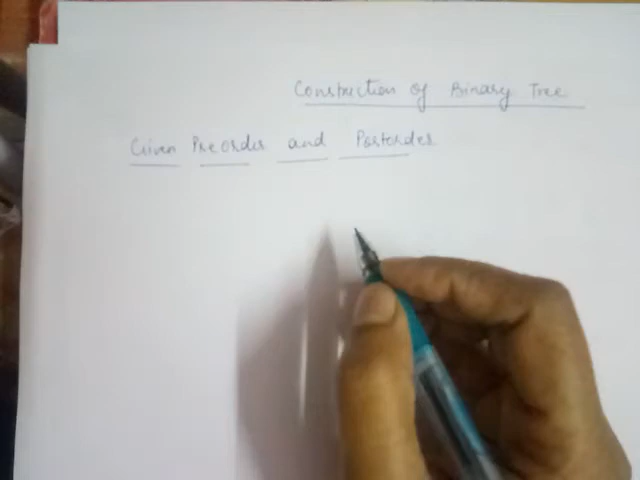 Construction of Binary Tree
Given Preorder and Postorder